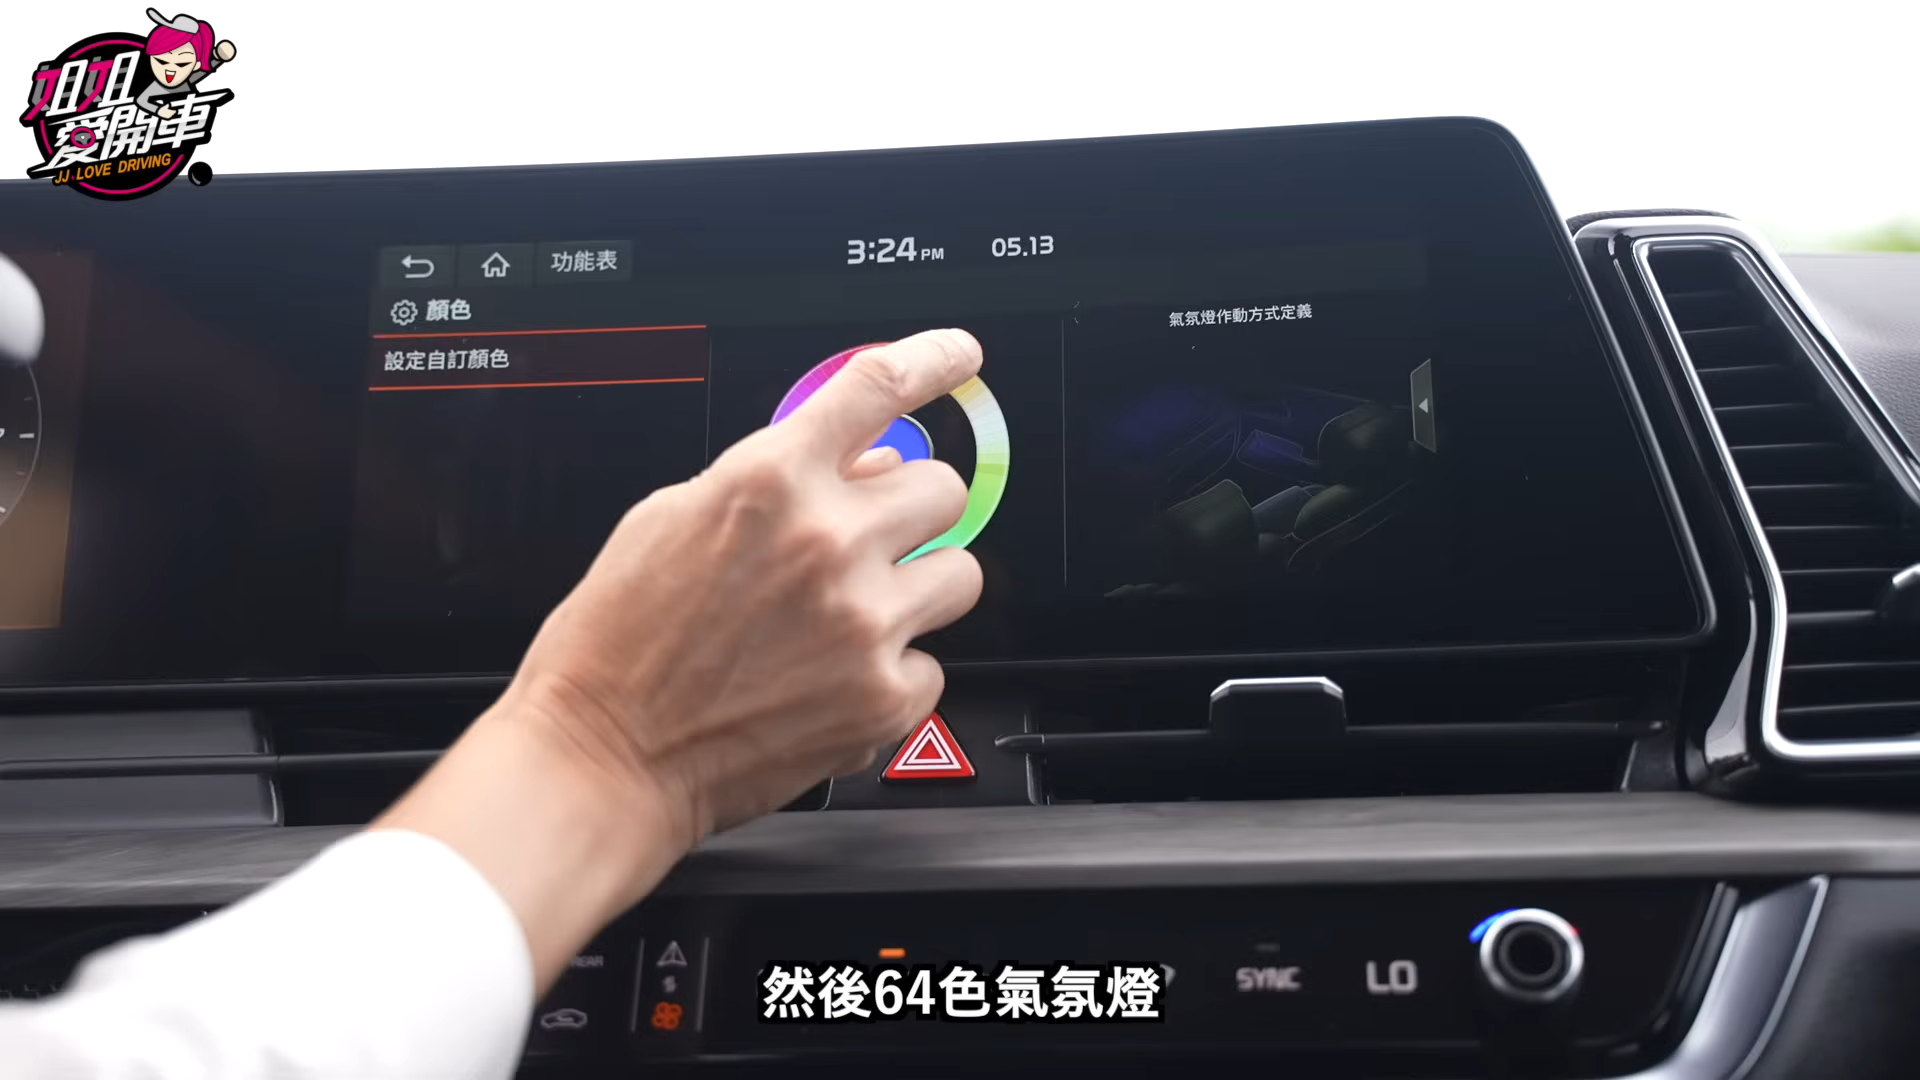 姐姐
愛開車
JJ LOVE DRIVING
功能表
3:24 PM
05.13
顏色
設定自訂顏色
氣氛燈作動方式定義
REAR
SYNC
LO
然後64色氣氛燈